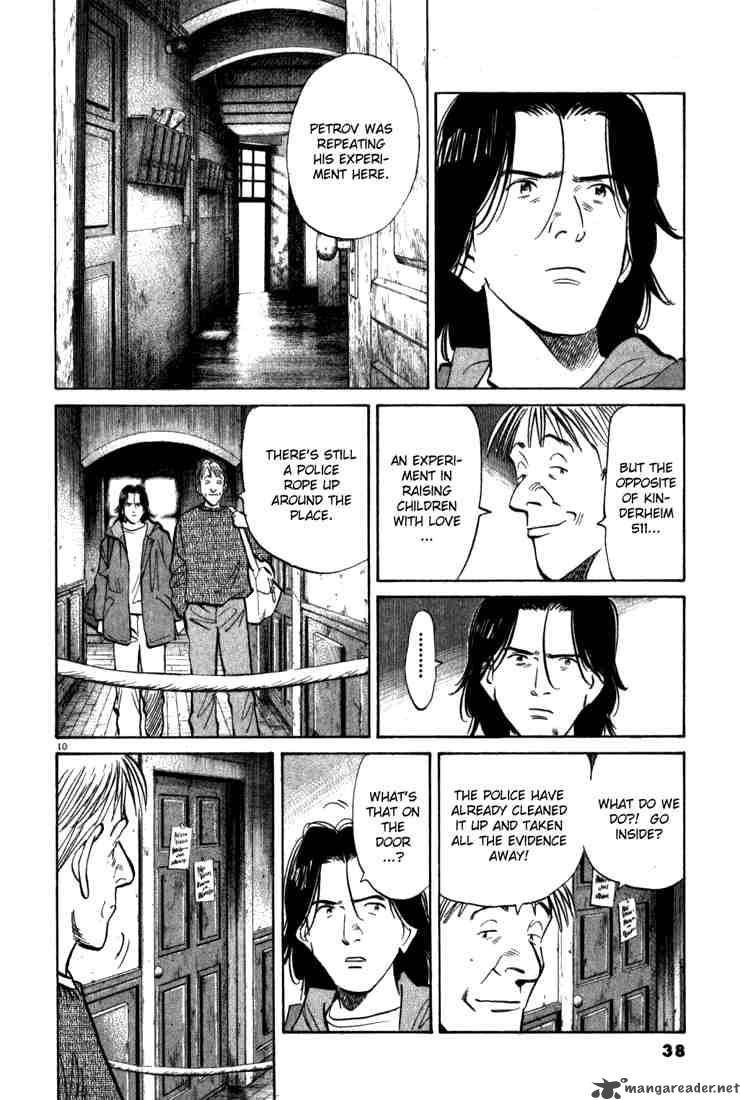 PETROV WAS
REPEATING
HIS EXPERI-
MENT HERE.
BUT THE
OPPOSITE
OF KIN-
DERHEIM
511...
AN EXPERI-
MENT IN
RAISING
CHILDREN
WITH LOVE
...
........
THERE'S STILL
A POLICE
ROPE UP
AROUND THE
PLACE.
10
WHAT DO WE
DO?! GO
INSIDE?
THE POLICE HAVE
ALREADY CLEANED
IT UP AND TAKEN
ALL THE EVIDENCE
AWAY!
WHAT'S
THAT ON
THE
DOOR
...?
38
mangareader.net